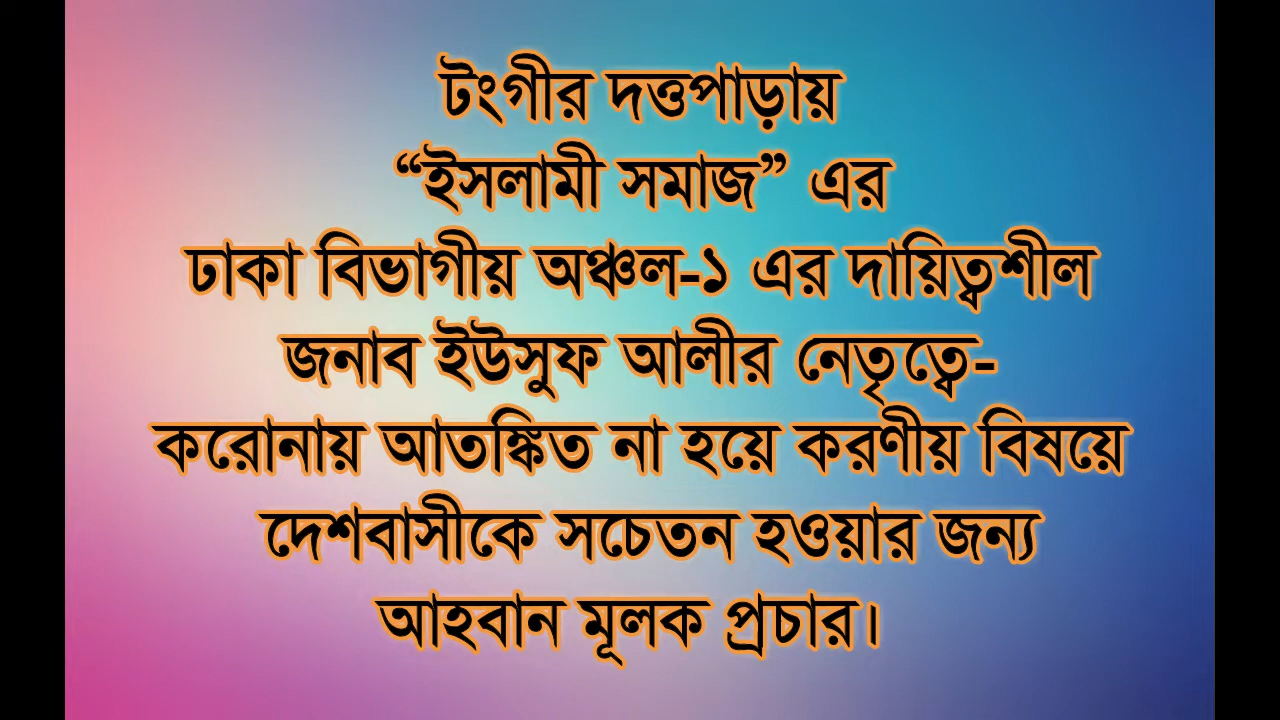 টংগীর দত্তপাড়ায়
“ইসলামী সমাজ” এর
ঢাকা বিভাগীয় অঞ্চল-১ এর দায়িত্বশীল
জনাব ইউসুফ আলীর নেতৃত্বে-
করোনায় আতঙ্কিত না হয়ে করণীয় বিষয়ে
দেশবাসীকে সচেতন হওয়ার জন্য
আহবান মূলক প্রচার।